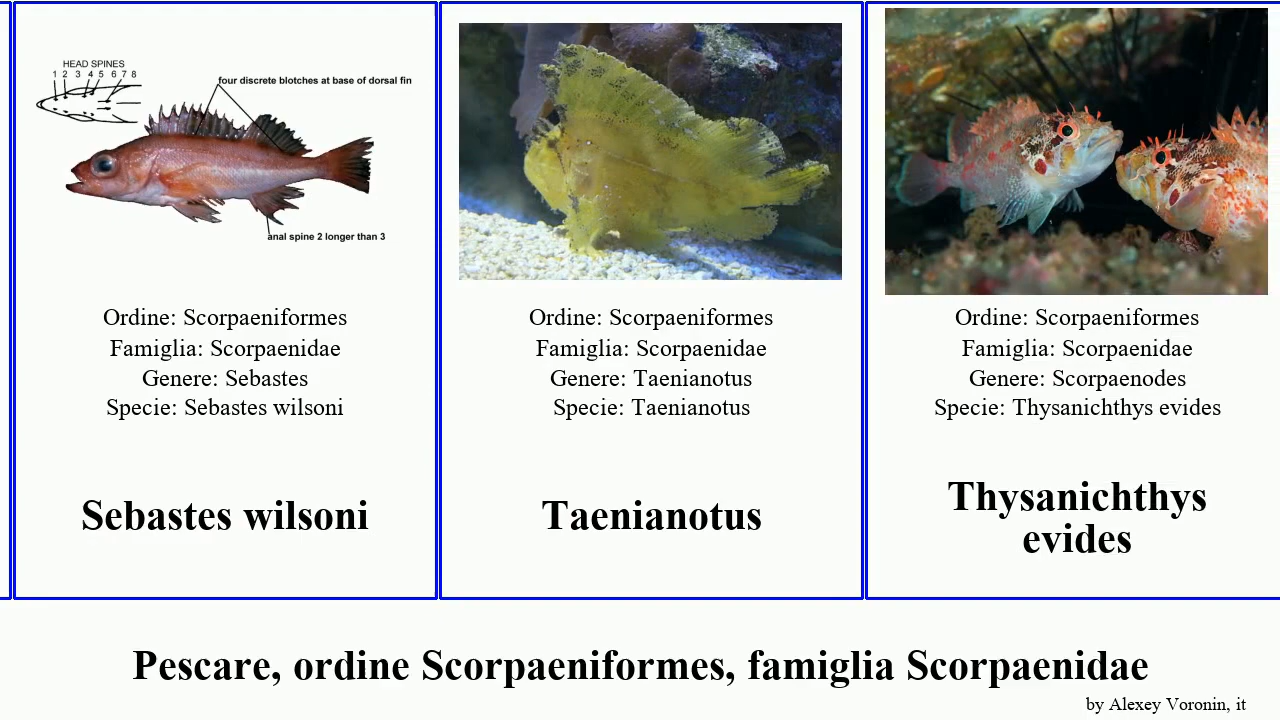 HEAD SPINES
1 2 3 4 5 6 7 8
four discrete blotches at base of dorsal fin
anal spine 2 longer than 3
Ordine: Scorpaeniformes
Famiglia: Scorpaenidae
Genere: Sebastes
Specie: Sebastes wilsoni
Sebastes wilsoni
Ordine: Scorpaeniformes
Famiglia: Scorpaenidae
Genere: Taenianotus
Specie: Taenianotus
Taenianotus
Ordine: Scorpaeniformes
Famiglia: Scorpaenidae
Genere: Scorpaenodes
Specie: Thysanichthys evides
Thysanichthys
evides
Pescare, ordine Scorpaeniformes, famiglia Scorpaenidae
by Alexey Voronin, it